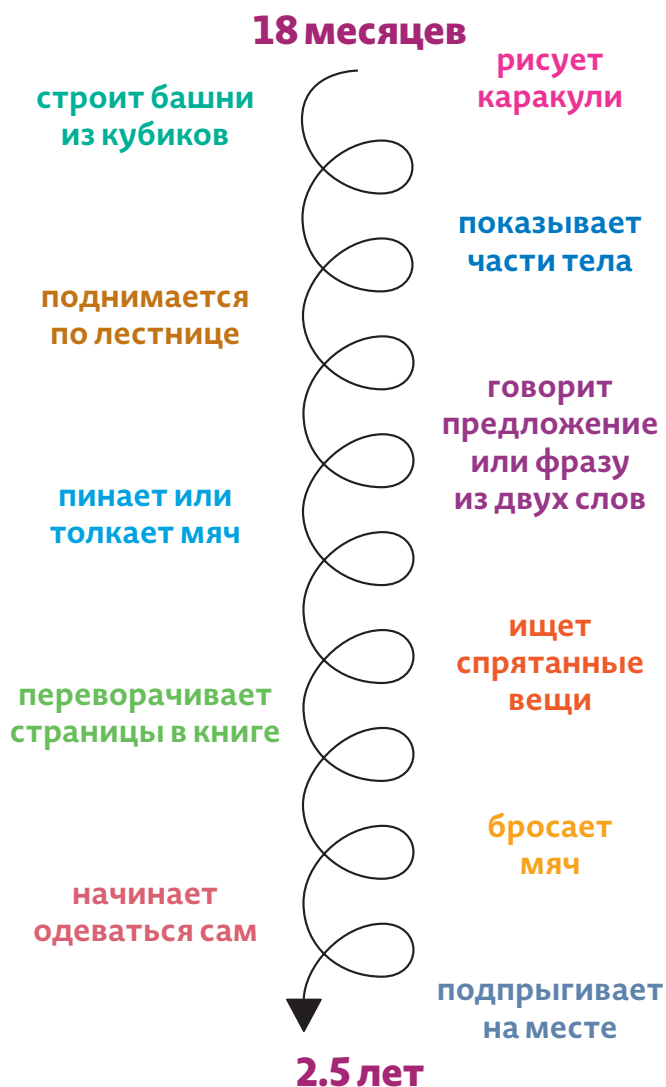 18 месяцев
рисует
каракули
строит башни
из кубиков
показывает
части тела
поднимается
по лестнице
говорит
предложение
или фразу
из двух слов
пинает или
толкает мяч
ищет
спрятанные
вещи
переворачивает
страницы в книге
бросает
мяч
начинает
одеваться сам
подпрыгивает
на месте
2.5 лет